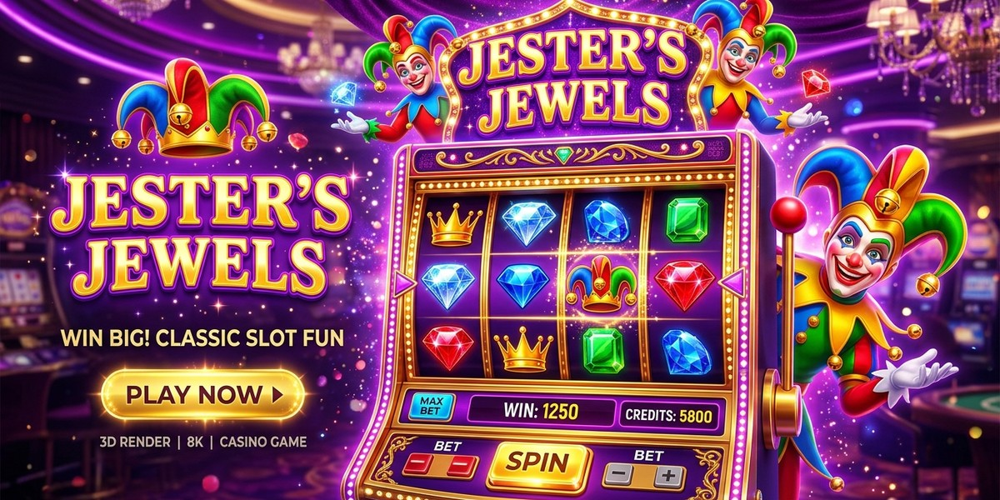 JESTER'S
JEWELS
WIN BIG! CLASSIC SLOT FUN
PLAY NOW
3D RENDER | 8K | CASINO GAME
JESTER'S
JEWELS
MAX
BET
WIN: 1250
CREDITS: 5800
BET
SPIN
BET
− +